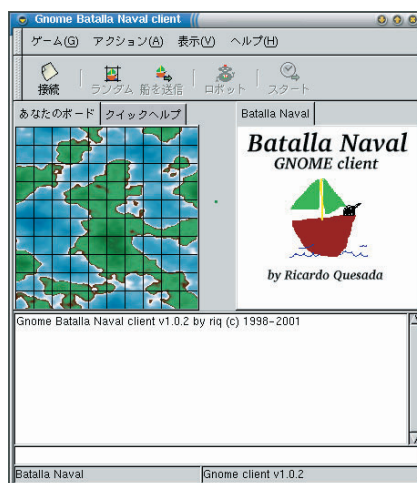 Gnome Batalla Naval client
ゲーム(G) アクション(A) 表示(V) ヘルプ(H)
接続 ランダム 船を送信 ロボット スタート
あなたのボード クイックヘルプ Batalla Naval
Batalla Naval
GNOME client
by Ricardo Quesada
Gnome Batalla Naval client v1.0.2 by riq (c) 1998-2001
Batalla Naval Gnome client v1.0.2